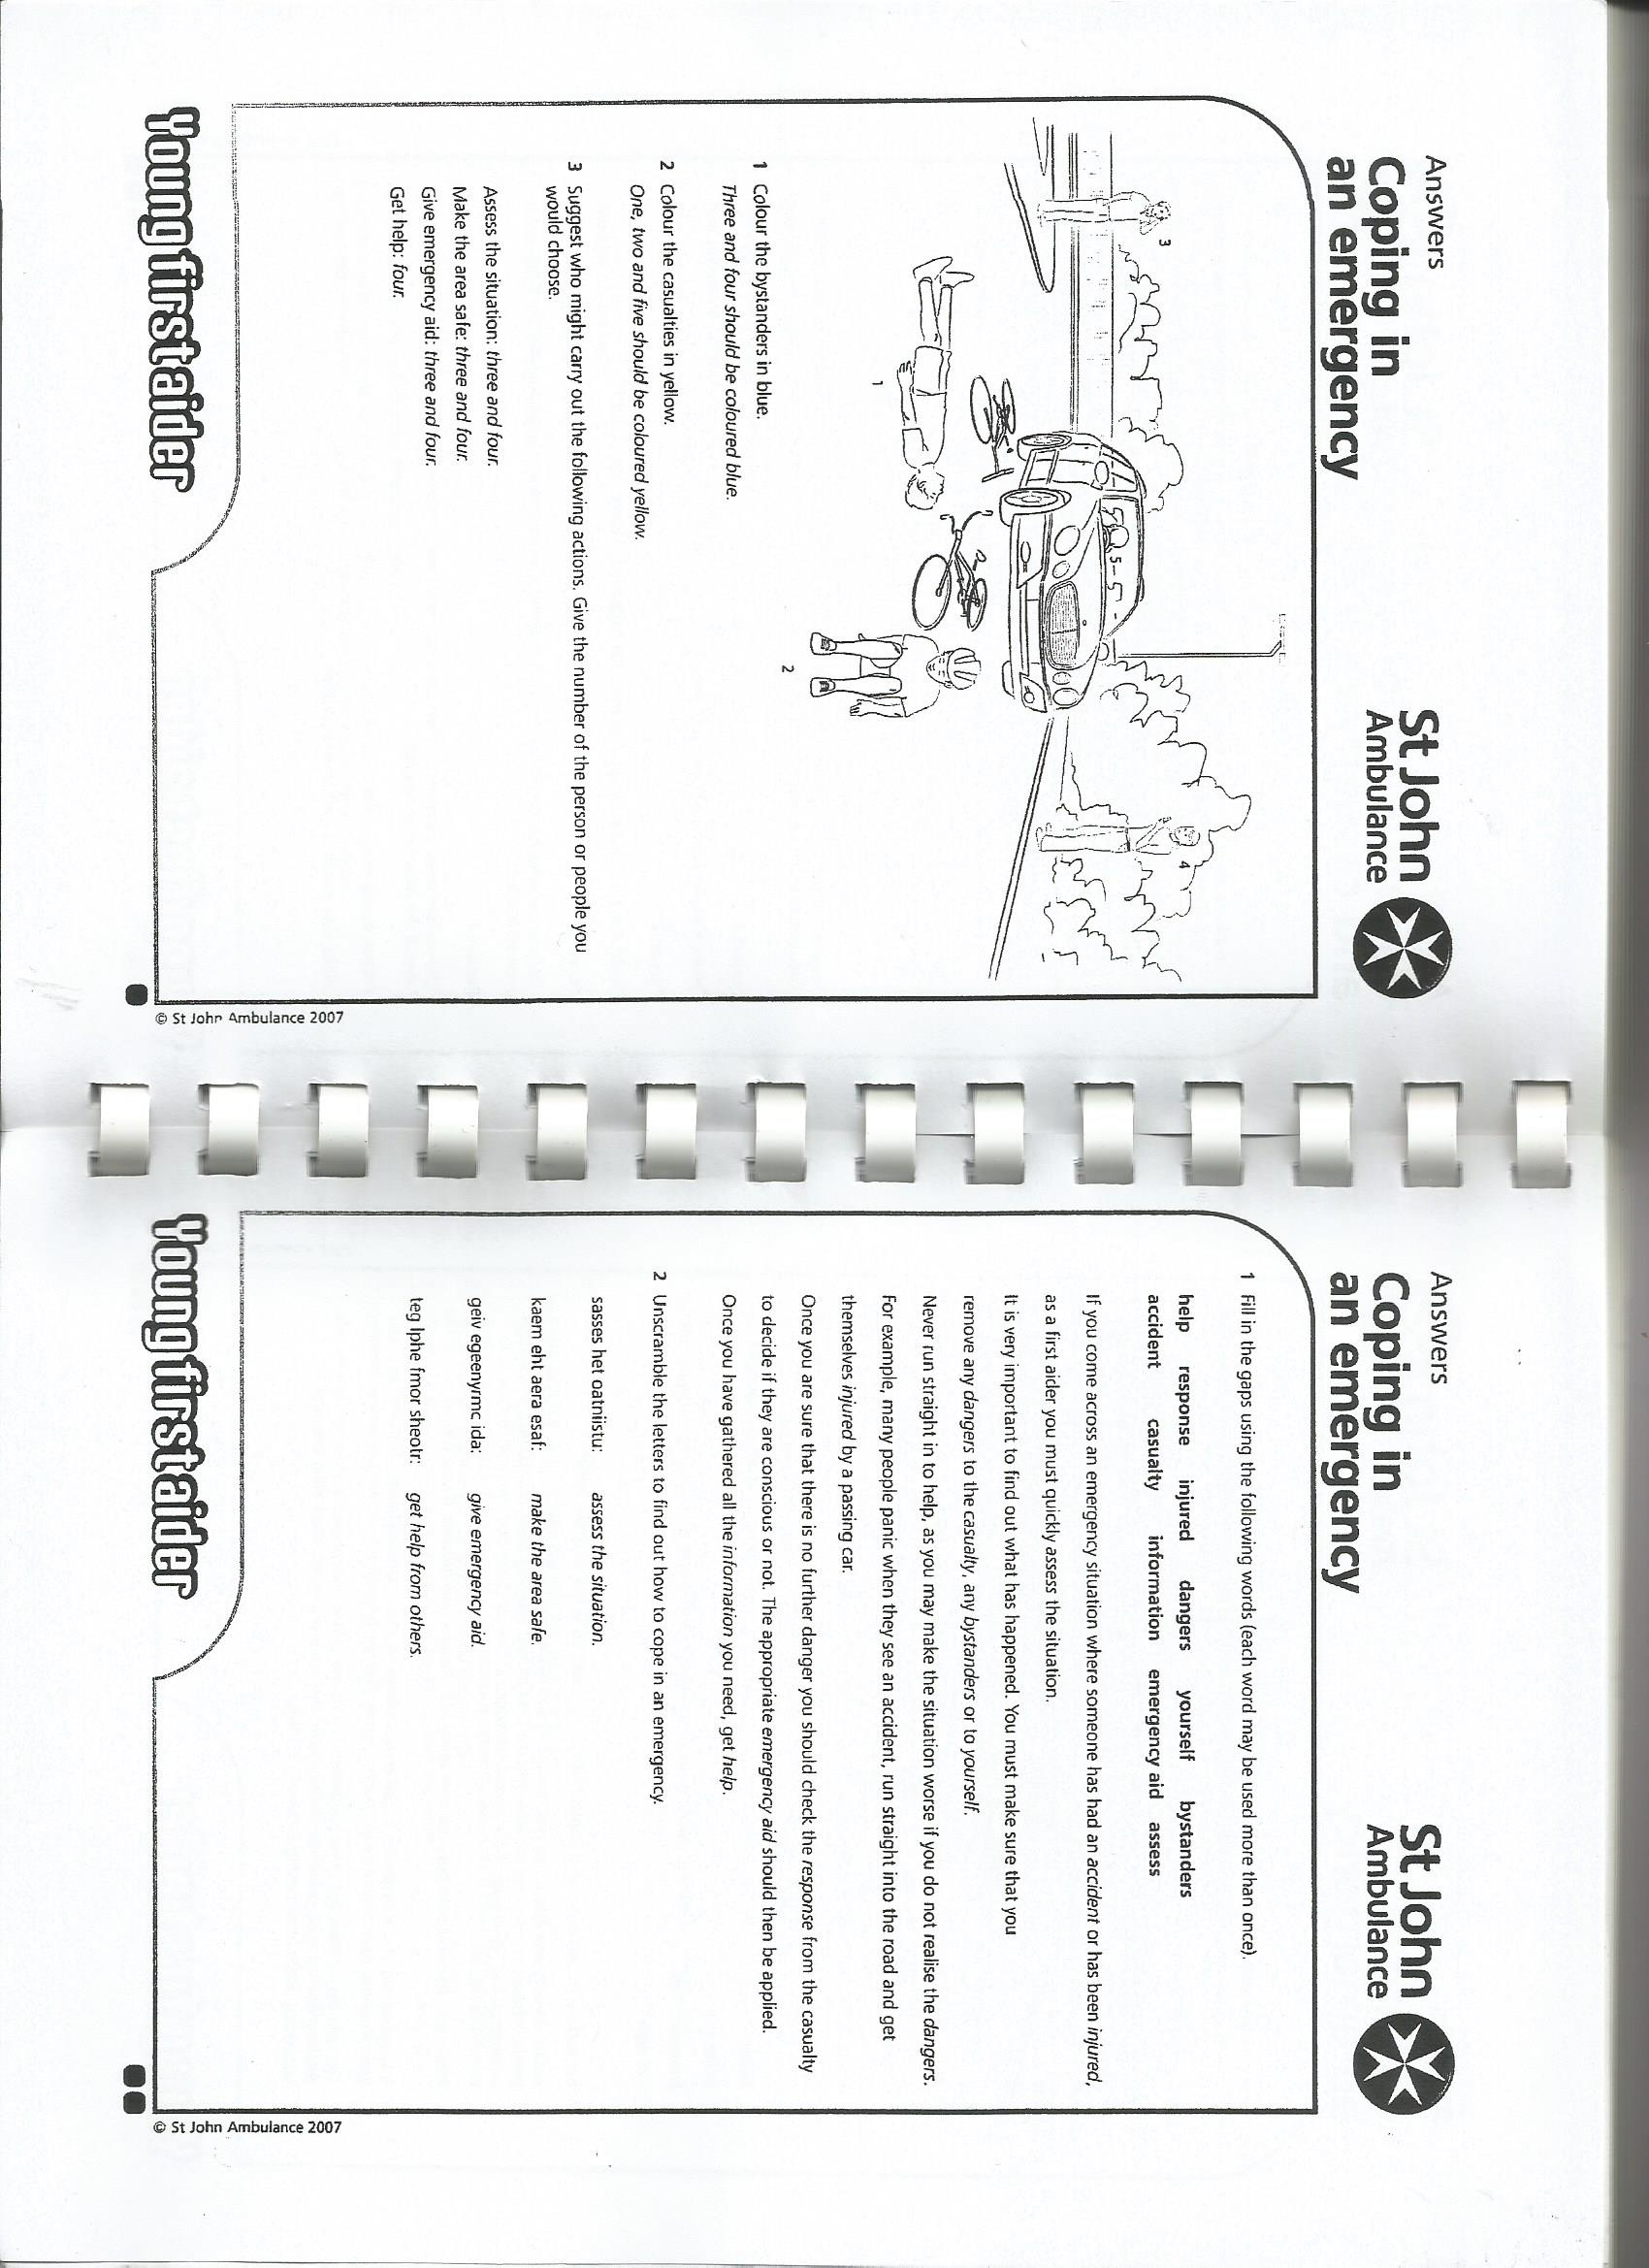 Answers
Coping in
an emergency
St John
Ambulance
3
4
5
1
2
1 Colour the bystanders in blue.
Three and four should be coloured blue.
2 Colour the casualties in yellow.
One, two and five should be coloured yellow.
3 Suggest who might carry out the following actions. Give the number of the person or people you
would choose.
Assess the situation: three and four.
Make the area safe: three and four.
Give emergency aid: three and four.
Get help: four.
Young first aider
© St John Ambulance 2007
Answers
Coping in
an emergency
St John
Ambulance
1 Fill in the gaps using the following words (each word may be used more than once).
help response injured dangers yourself bystanders
accident casualty information emergency aid assess
If you come across an emergency situation where someone has had an accident or has been injured,
as a first aider you must quickly assess the situation.
It is very important to find out what has happened. You must make sure that you
remove any dangers to the casualty, any bystanders or to yourself.
Never run straight in to help, as you may make the situation worse if you do not realise the dangers.
For example, many people panic when they see an accident, run straight into the road and get
themselves injured by a passing car.
Once you are sure that there is no further danger you should check the response from the casualty
to decide if they are conscious or not. The appropriate emergency aid should then be applied.
Once you have gathered all the information you need, get help.
2 Unscramble the letters to find out how to cope in an emergency.
sasses het oatniistu: assess the situation.
kaem eht aera esaf: make the area safe.
geiv egeenyrmc ida: give emergency aid.
teg lphe fmor sheotr: get help from others.
Young first aider
© St John Ambulance 2007